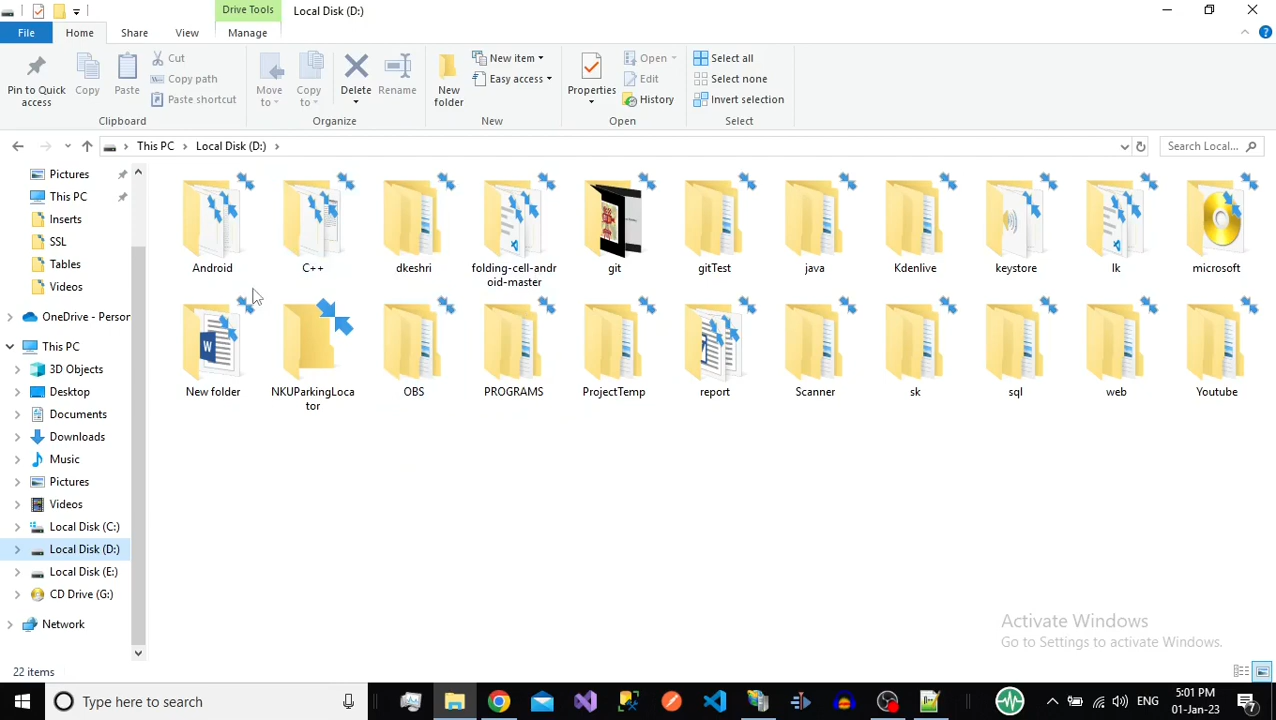 Drive Tools
Local Disk (D:)
File
Home
Share
View
Manage
Pin to Quick access
Copy
Paste
Cut
Copy path
Paste shortcut
Clipboard
Move to
Copy to
Delete
Rename
Organize
New folder
New item
Easy access
New
Properties
Open
Edit
History
Open
Select all
Select none
Invert selection
Select
This PC
Local Disk (D:)
Search Local...
Pictures
This PC
Inserts
SSL
Tables
Videos
OneDrive - Person
This PC
3D Objects
Desktop
Documents
Downloads
Music
Pictures
Videos
Local Disk (C:)
Local Disk (D:)
Local Disk (E:)
CD Drive (G:)
Network
Android
C++
dkeshri
folding-cell-andr
oid-master
git
gitTest
java
Kdenlive
keystore
lk
microsoft
New folder
NKUParkingLoca
tor
OBS
PROGRAMS
ProjectTemp
report
Scanner
sk
sql
web
Youtube
Activate Windows
Go to Settings to activate Windows.
22 items
Type here to search
ENG
5:01 PM
01-Jan-23
7